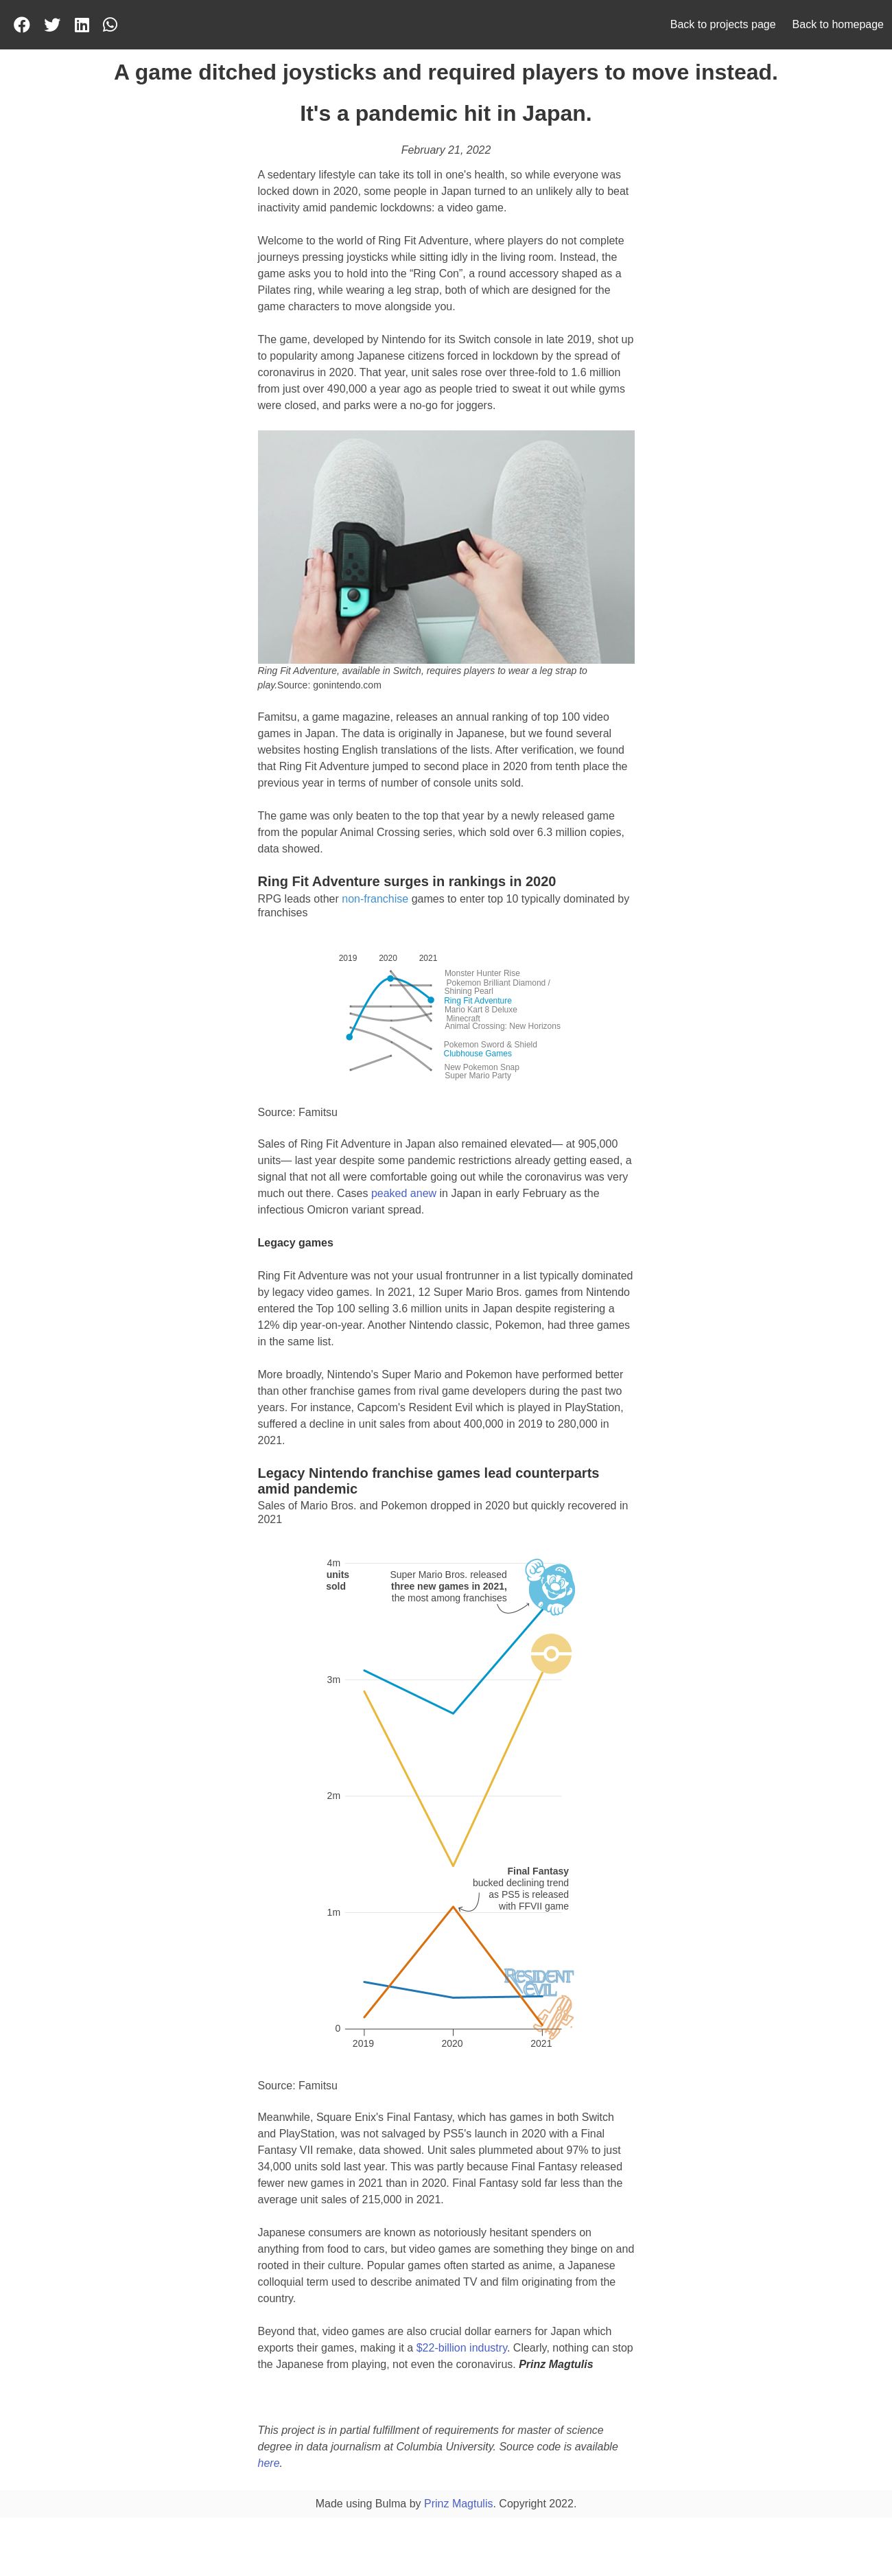 Back to projects page Back to homepage
A game ditched joysticks and required players to move instead.
It's a pandemic hit in Japan.
February 21, 2022
A sedentary lifestyle can take its toll in one's health, so while everyone was
locked down in 2020, some people in Japan turned to an unlikely ally to beat
inactivity amid pandemic lockdowns: a video game.
Welcome to the world of Ring Fit Adventure, where players do not complete
journeys pressing joysticks while sitting idly in the living room. Instead, the
game asks you to hold into the “Ring Con”, a round accessory shaped as a
Pilates ring, while wearing a leg strap, both of which are designed for the
game characters to move alongside you.
The game, developed by Nintendo for its Switch console in late 2019, shot up
to popularity among Japanese citizens forced in lockdown by the spread of
coronavirus in 2020. That year, unit sales rose over three-fold to 1.6 million
from just over 490,000 a year ago as people tried to sweat it out while gyms
were closed, and parks were a no-go for joggers.
Ring Fit Adventure, available in Switch, requires players to wear a leg strap to
play.Source: gonintendo.com
Famitsu, a game magazine, releases an annual ranking of top 100 video
games in Japan. The data is originally in Japanese, but we found several
websites hosting English translations of the lists. After verification, we found
that Ring Fit Adventure jumped to second place in 2020 from tenth place the
previous year in terms of number of console units sold.
The game was only beaten to the top that year by a newly released game
from the popular Animal Crossing series, which sold over 6.3 million copies,
data showed.
Ring Fit Adventure surges in rankings in 2020
RPG leads other non-franchise games to enter top 10 typically dominated by
franchises
2019 2020 2021
Monster Hunter Rise
Pokemon Brilliant Diamond /
Shining Pearl
Ring Fit Adventure
Mario Kart 8 Deluxe
Minecraft
Animal Crossing: New Horizons
Pokemon Sword & Shield
Clubhouse Games
New Pokemon Snap
Super Mario Party
Source: Famitsu
Sales of Ring Fit Adventure in Japan also remained elevated— at 905,000
units— last year despite some pandemic restrictions already getting eased, a
signal that not all were comfortable going out while the coronavirus was very
much out there. Cases peaked anew in Japan in early February as the
infectious Omicron variant spread.
Legacy games
Ring Fit Adventure was not your usual frontrunner in a list typically dominated
by legacy video games. In 2021, 12 Super Mario Bros. games from Nintendo
entered the Top 100 selling 3.6 million units in Japan despite registering a
12% dip year-on-year. Another Nintendo classic, Pokemon, had three games
in the same list.
More broadly, Nintendo's Super Mario and Pokemon have performed better
than other franchise games from rival game developers during the past two
years. For instance, Capcom's Resident Evil which is played in PlayStation,
suffered a decline in unit sales from about 400,000 in 2019 to 280,000 in
2021.
Legacy Nintendo franchise games lead counterparts
amid pandemic
Sales of Mario Bros. and Pokemon dropped in 2020 but quickly recovered in
2021
4m
units
sold
Super Mario Bros. released
three new games in 2021,
the most among franchises
3m
2m
Final Fantasy
bucked declining trend
as PS5 is released
with FFVII game
1m
RESIDENT
EVIL
0
2019 2020 2021
Source: Famitsu
Meanwhile, Square Enix's Final Fantasy, which has games in both Switch
and PlayStation, was not salvaged by PS5's launch in 2020 with a Final
Fantasy VII remake, data showed. Unit sales plummeted about 97% to just
34,000 units sold last year. This was partly because Final Fantasy released
fewer new games in 2021 than in 2020. Final Fantasy sold far less than the
average unit sales of 215,000 in 2021.
Japanese consumers are known as notoriously hesitant spenders on
anything from food to cars, but video games are something they binge on and
rooted in their culture. Popular games often started as anime, a Japanese
colloquial term used to describe animated TV and film originating from the
country.
Beyond that, video games are also crucial dollar earners for Japan which
exports their games, making it a $22-billion industry. Clearly, nothing can stop
the Japanese from playing, not even the coronavirus. Prinz Magtulis
This project is in partial fulfillment of requirements for master of science
degree in data journalism at Columbia University. Source code is available
here.
Made using Bulma by Prinz Magtulis. Copyright 2022.